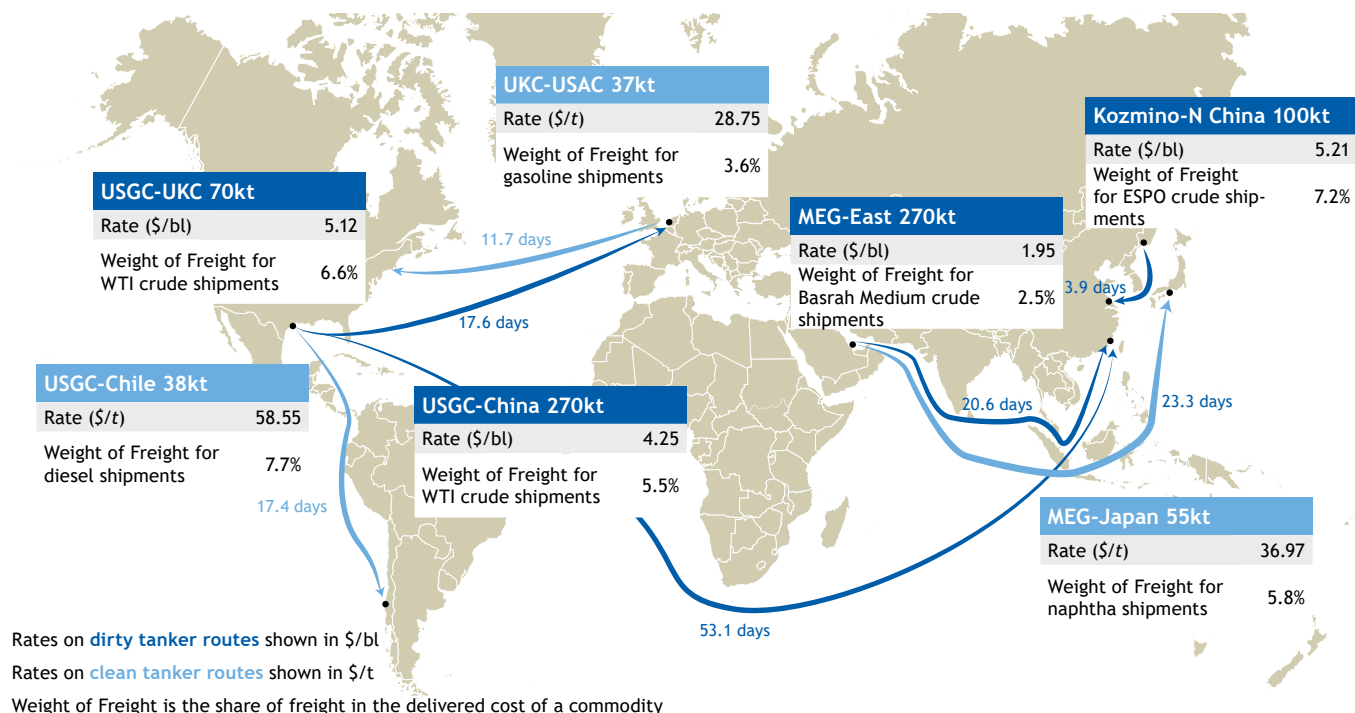 UKC-USAC 37kt
Rate ($/t) 28.75
Weight of Freight for
gasoline shipments 3.6%
Kozmino-N China 100kt
Rate ($/bl) 5.21
Weight of Freight
for ESPO crude ship-
ments 7.2%
USGC-UKC 70kt
Rate ($/bl) 5.12
Weight of Freight for
WTI crude shipments 6.6%
MEG-East 270kt
Rate ($/bl) 1.95
Weight of Freight for
Basrah Medium crude
shipments 2.5%
11.7 days
17.6 days
3.9 days
USGC-Chile 38kt
Rate ($/t) 58.55
Weight of Freight for
diesel shipments 7.7%
17.4 days
USGC-China 270kt
Rate ($/bl) 4.25
Weight of Freight for
WTI crude shipments 5.5%
20.6 days
23.3 days
MEG-Japan 55kt
Rate ($/t) 36.97
Weight of Freight for
naphtha shipments 5.8%
53.1 days
Rates on dirty tanker routes shown in $/bl
Rates on clean tanker routes shown in $/t
Weight of Freight is the share of freight in the delivered cost of a commodity